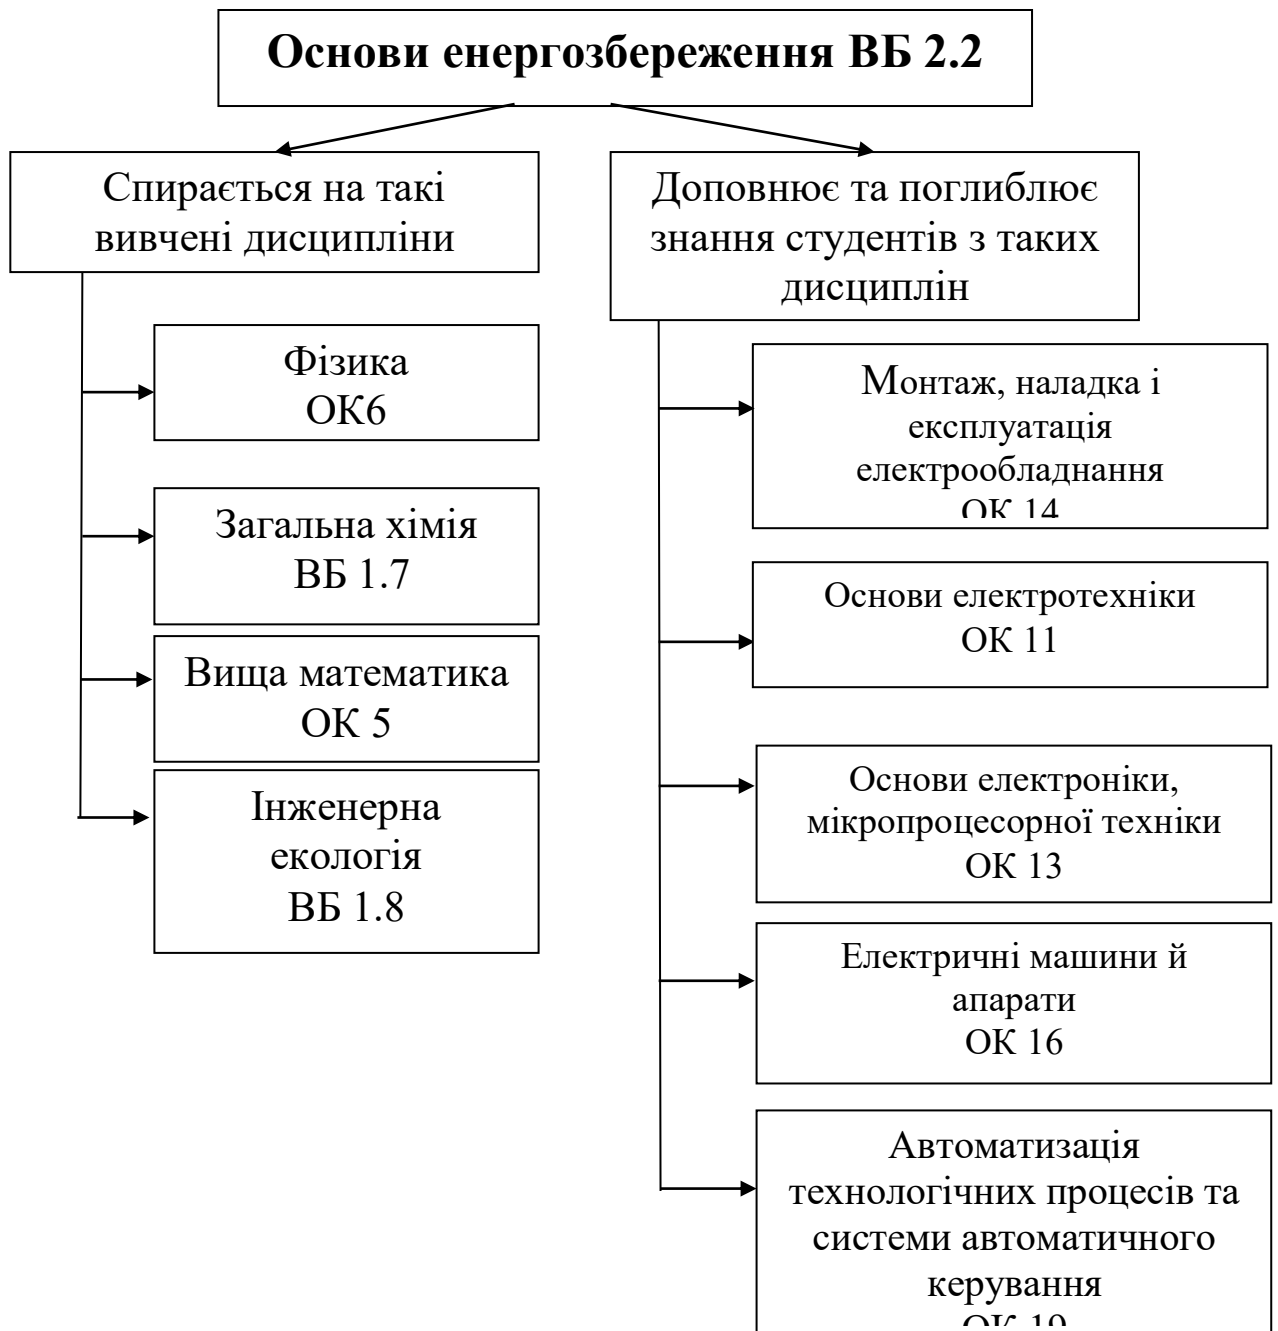 Основи енергозбереження ВБ 2.2
Спирається на такі
вивчені дисципліни
Фізика
ОК6
Загальна хімія
ВБ 1.7
Вища математика
ОК 5
Інженерна
екологія
ВБ 1.8
Доповнює та поглиблює
знання студентів з таких
дисциплін
Монтаж, наладка і
експлуатація
електрообладнання
ОК 14
Основи електротехніки
ОК 11
Основи електроніки,
мікропроцесорної техніки
ОК 13
Електричні машини й
апарати
ОК 16
Автоматизація
технологічних процесів та
системи автоматичного
керування
ОК